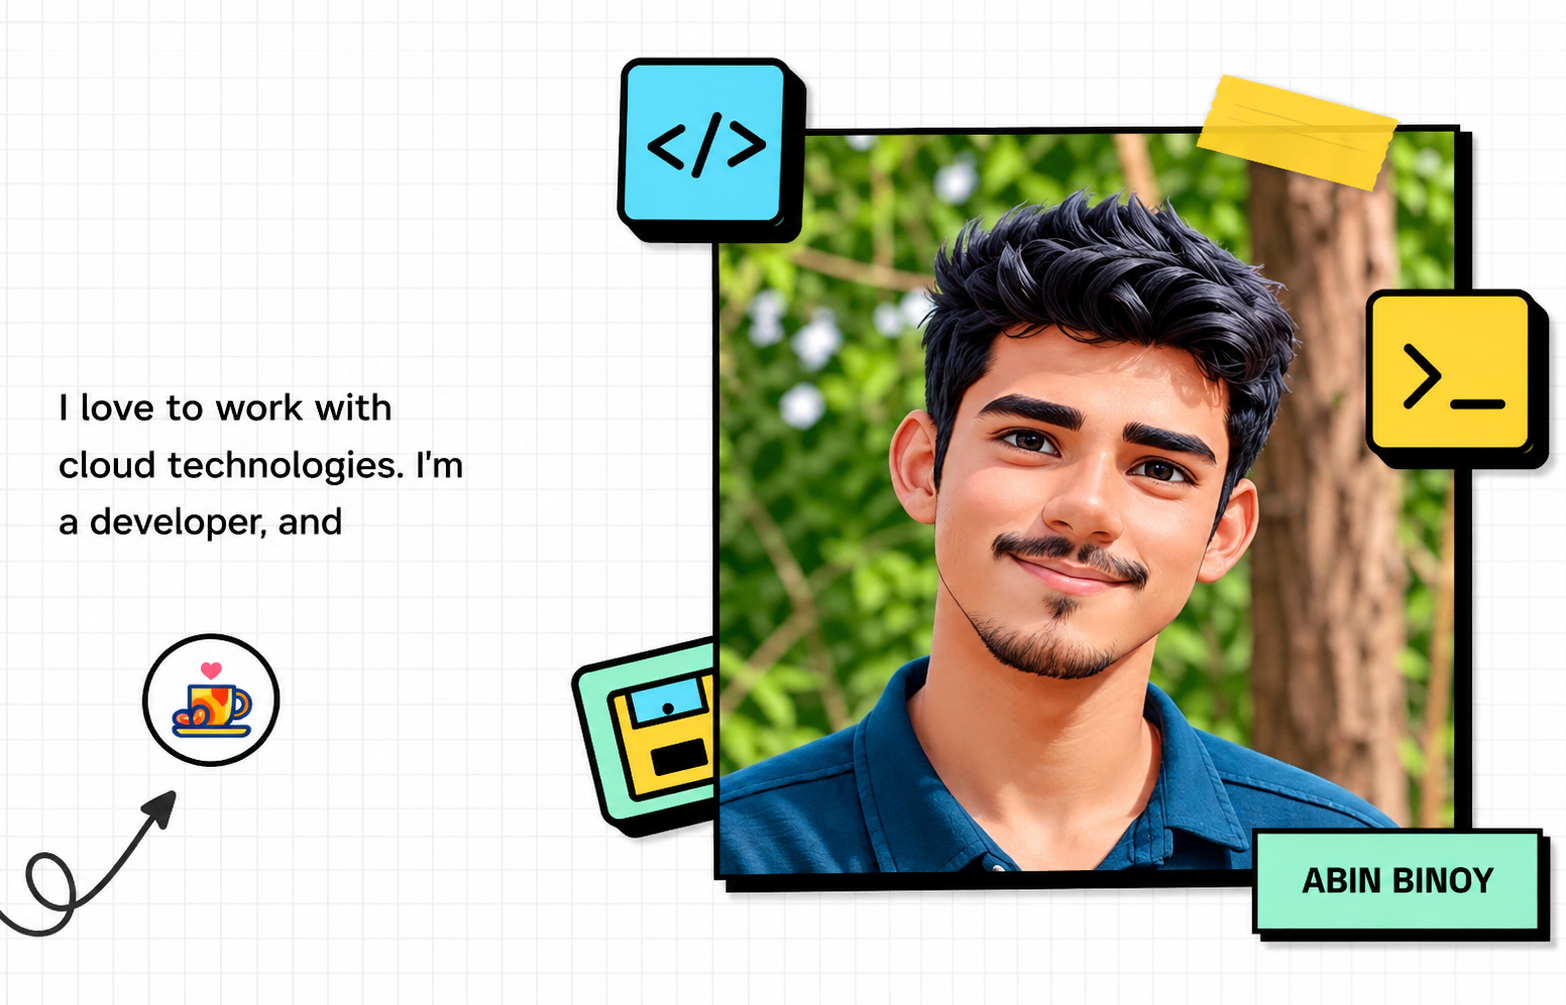 </>
>_
I love to work with
cloud technologies. I'm
a developer, and
ABIN BINOY